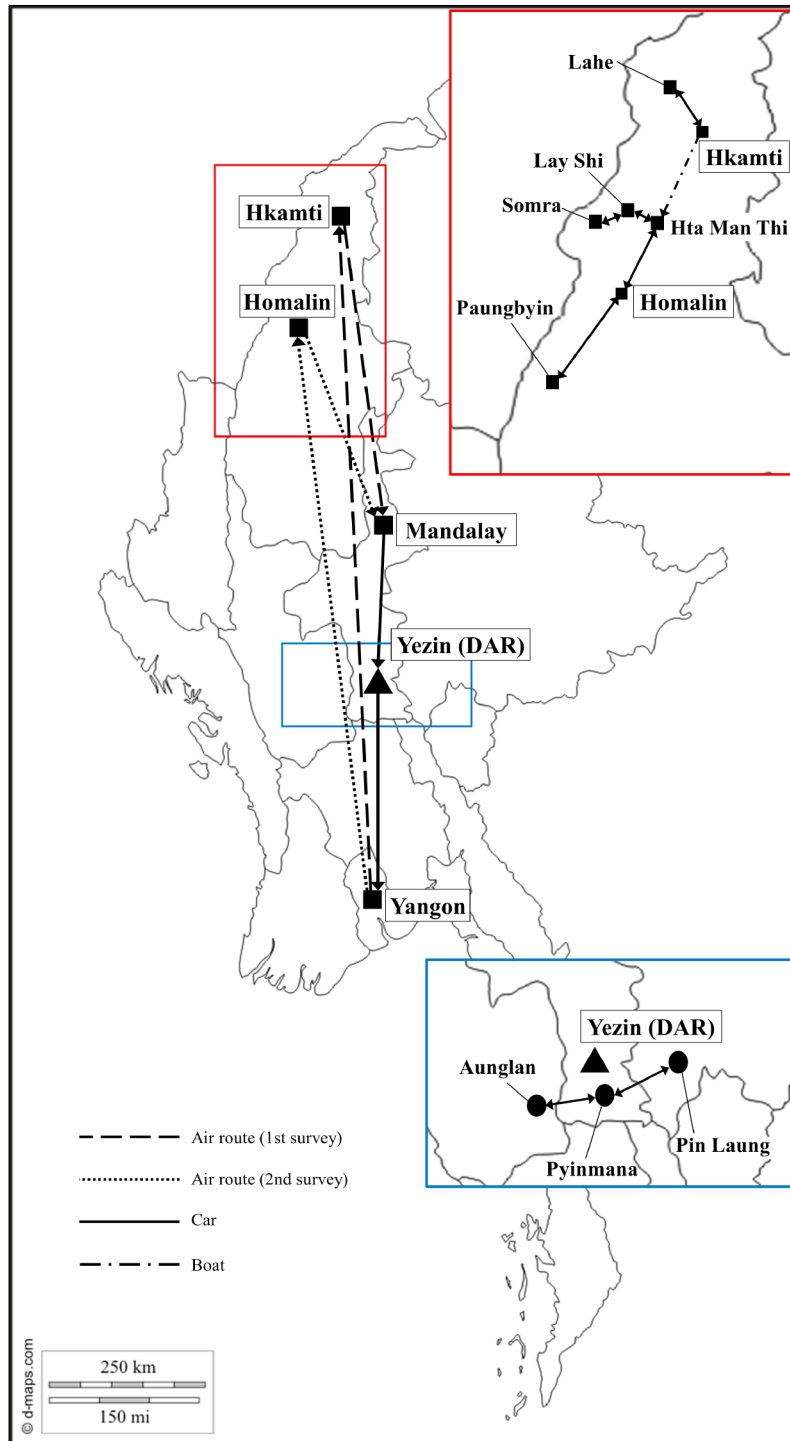 Lahe
Hkamti
Lay Shi
Somra
Hta Man Thi
Homalin
Paungbyin
Hkamti
Homalin
Mandalay
Yezin (DAR)
Yangon
Yezin (DAR)
Aunglan
Pin Laung
Pyinmana
Air route (1st survey)
Air route (2nd survey)
Car
Boat
250 km
150 mi
© d-maps.com